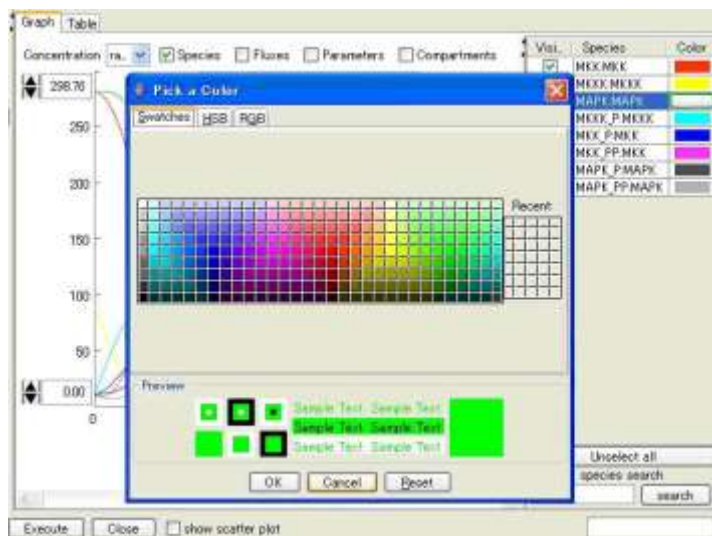 Graph Table
Concentration ra.. Species Fluxes Parameters Compartments
Visi.. Species Color
298.76
250
200
150
100
50
0.00
0
MKK.MKK
MKKK.MKKK
MAPK.MAPK
MKKK_P.MKKK
MKK_P.MKK
MKK_PP.MKK
MAPK_P.MAPK
MAPK_PP.MAPK
Pick a Color
Swatches HSB RGB
Recent:
Preview
Sample Text Sample Text
Sample Text Sample Text
Sample Text Sample Text
OK Cancel Reset
Unselect all
species search
search
Execute Close show scatter plot